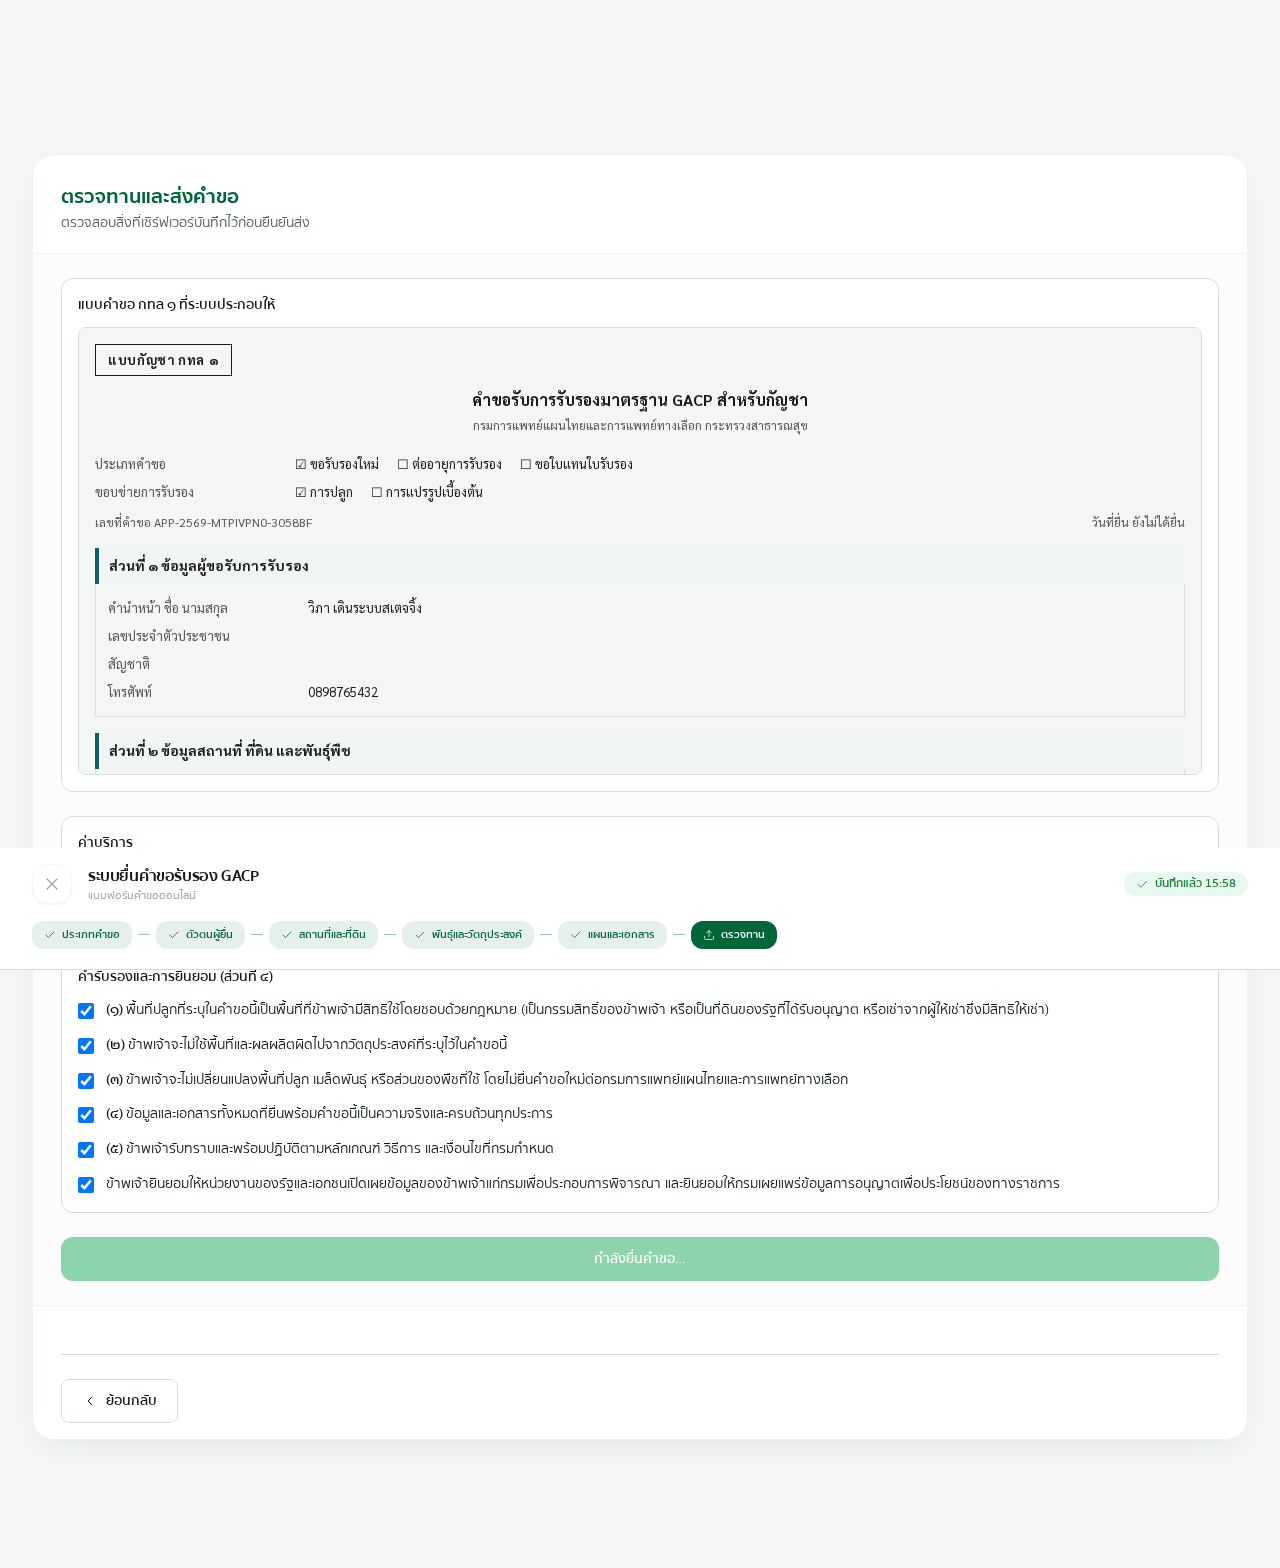 ตรวจทานและส่งคำขอ
ตรวจสอบสิ่งที่เซิร์ฟเวอร์บันทึกไว้ก่อนยืนยันส่ง
แบบคำขอ กทล ๑ ที่ระบบประกอบให้
แบบกัญชา กทล ๑
คำขอรับการรับรองมาตรฐาน GACP สำหรับกัญชา
กรมการแพทย์แผนไทยและการแพทย์ทางเลือก กระทรวงสาธารณสุข
ประเภทคำขอ ☑ ขอรับรองใหม่ ☐ ต่ออายุการรับรอง ☐ ขอใบแทนใบรับรอง
ขอบข่ายการรับรอง ☑ การปลูก ☐ การแปรรูปเบื้องต้น
เลขที่คำขอ APP-2569-MTPIVPN0-3058BF วันที่ยื่น ยังไม่ได้ยื่น
ส่วนที่ ๑ ข้อมูลผู้ขอรับการรับรอง
คำนำหน้า ชื่อ นามสกุล วิภา เดินระบบสเตจจิ้ง
เลขประจำตัวประชาชน
สัญชาติ
โทรศัพท์ 0898765432
ส่วนที่ ๒ ข้อมูลสถานที่ ที่ดิน และพันธุ์พืช
ค่าบริการ
ระบบยื่นคำขอรับรอง GACP
แบบฟอร์มคำขอออนไลน์
บันทึกแล้ว 15:58
ประเภทคำขอ ตัวตนผู้ยื่น สถานที่และที่ดิน พันธุ์และวัตถุประสงค์ แผนและเอกสาร ตรวจทาน
คำรับรองและการยินยอม (ส่วนที่ ๔)
(๑) พื้นที่ปลูกที่ระบุในคำขอนี้เป็นพื้นที่ที่ข้าพเจ้ามีสิทธิใช้โดยชอบด้วยกฎหมาย (เป็นกรรมสิทธิ์ของข้าพเจ้า หรือเป็นที่ดินของรัฐที่ได้รับอนุญาต หรือเช่าจากผู้ให้เช่าซึ่งมีสิทธิให้เช่า)
(๒) ข้าพเจ้าจะไม่ใช้พื้นที่และผลผลิตผิดไปจากวัตถุประสงค์ที่ระบุไว้ในคำขอนี้
(๓) ข้าพเจ้าจะไม่เปลี่ยนแปลงพื้นที่ปลูก เมล็ดพันธุ์ หรือส่วนของพืชที่ใช้ โดยไม่ยื่นคำขอใหม่ต่อกรมการแพทย์แผนไทยและการแพทย์ทางเลือก
(๔) ข้อมูลและเอกสารทั้งหมดที่ยื่นพร้อมคำขอนี้เป็นความจริงและครบถ้วนทุกประการ
(๕) ข้าพเจ้ารับทราบและพร้อมปฏิบัติตามหลักเกณฑ์ วิธีการ และเงื่อนไขที่กรมกำหนด
ข้าพเจ้ายินยอมให้หน่วยงานของรัฐและเอกชนเปิดเผยข้อมูลของข้าพเจ้าแก่กรมเพื่อประกอบการพิจารณา และยินยอมให้กรมเผยแพร่ข้อมูลการอนุญาตเพื่อประโยชน์ของทางราชการ
กำลังยื่นคำขอ...
ย้อนกลับ